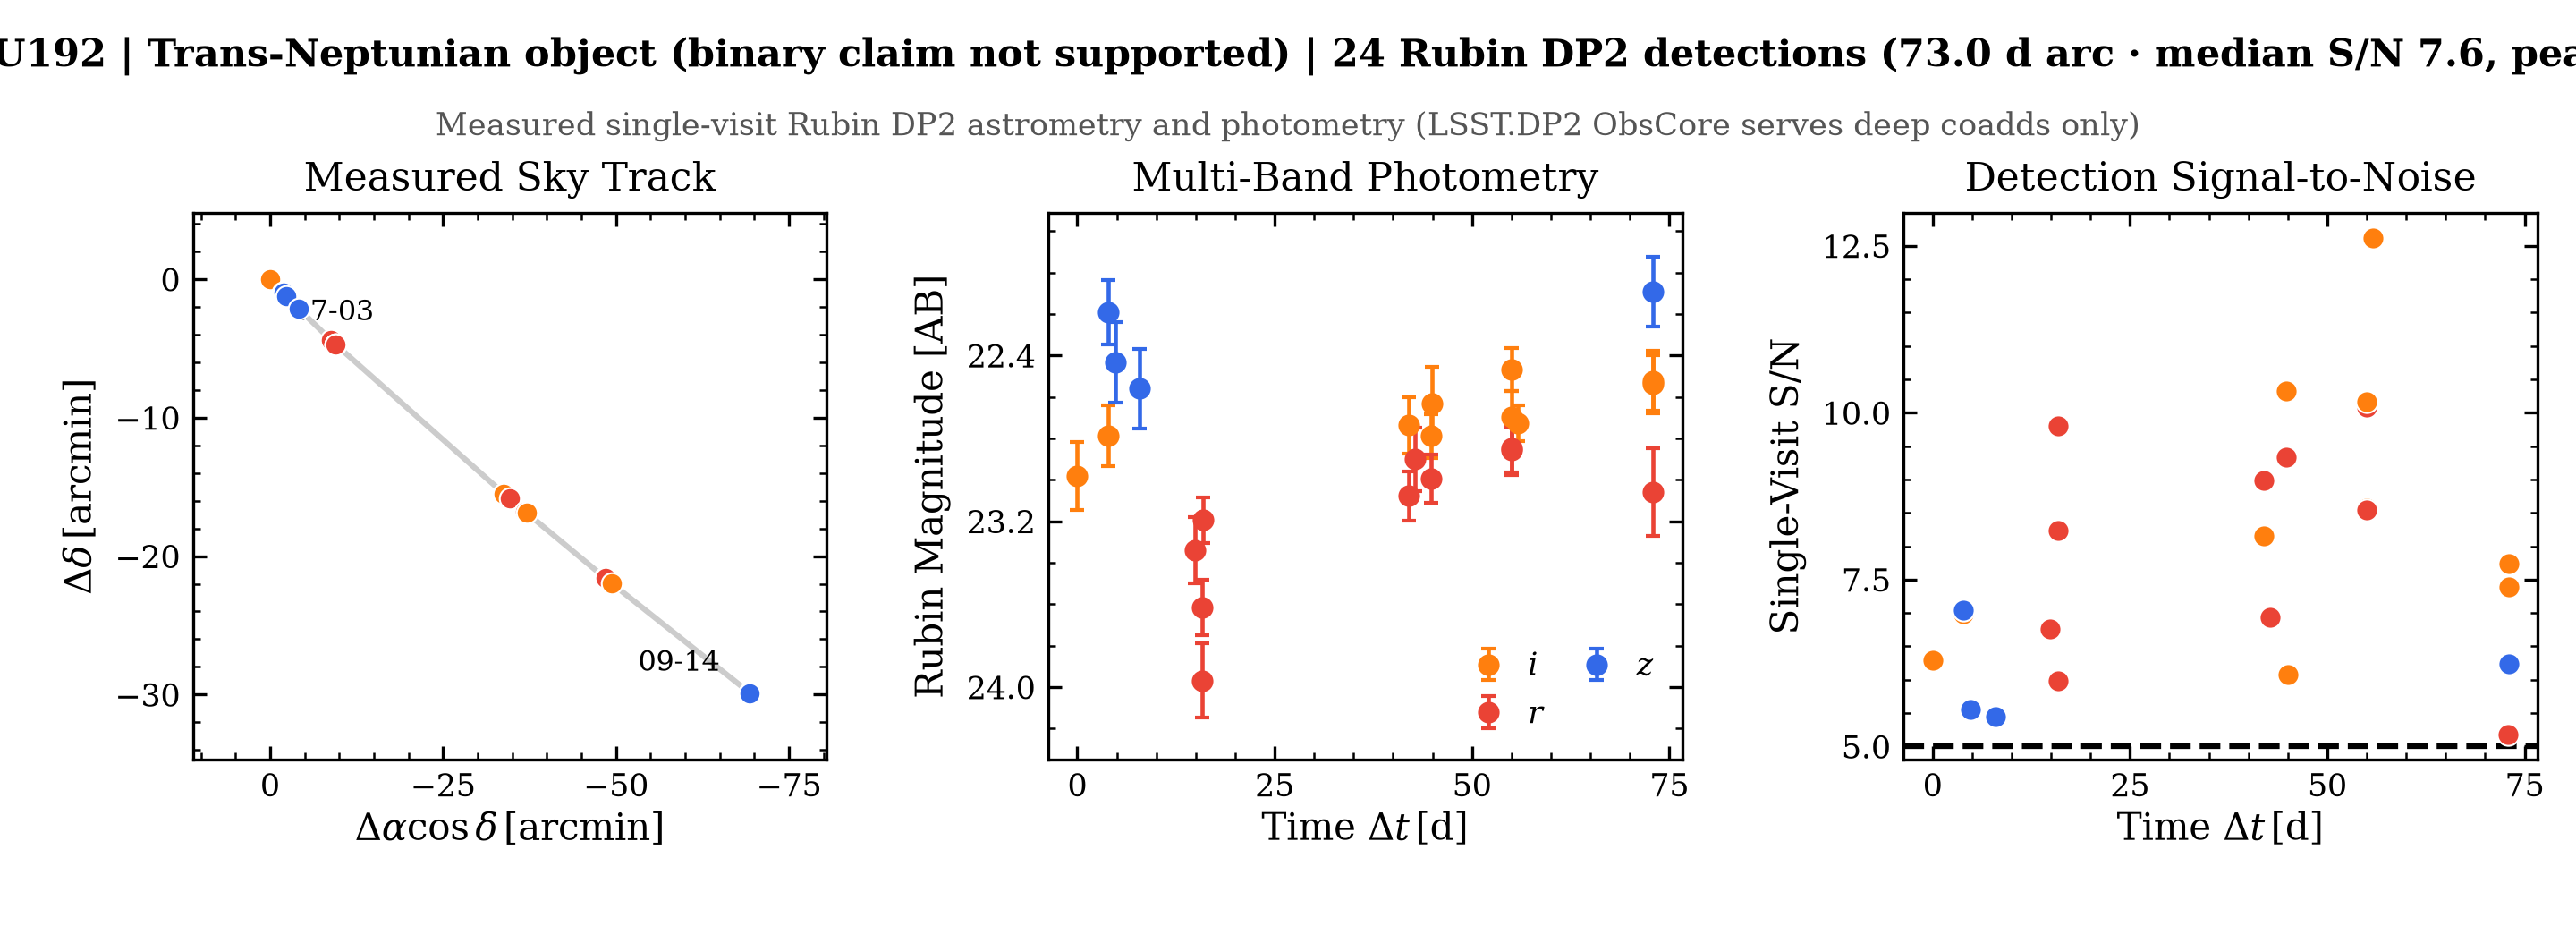 U192 | Trans-Neptunian object (binary claim not supported) | 24 Rubin DP2 detections (73.0 d arc · median S/N 7.6, pea
Measured single-visit Rubin DP2 astrometry and photometry (LSST.DP2 ObsCore serves deep coadds only)
Measured Sky Track
0
−10
−20
−30
Δδ [arcmin]
7-03
09-14
0
−25
−50
−75
Δα cos δ [arcmin]
Multi-Band Photometry
22.4
23.2
24.0
Rubin Magnitude [AB]
i
z
r
0
25
50
75
Time Δt [d]
Detection Signal-to-Noise
12.5
10.0
7.5
5.0
Single-Visit S/N
0
25
50
75
Time Δt [d]